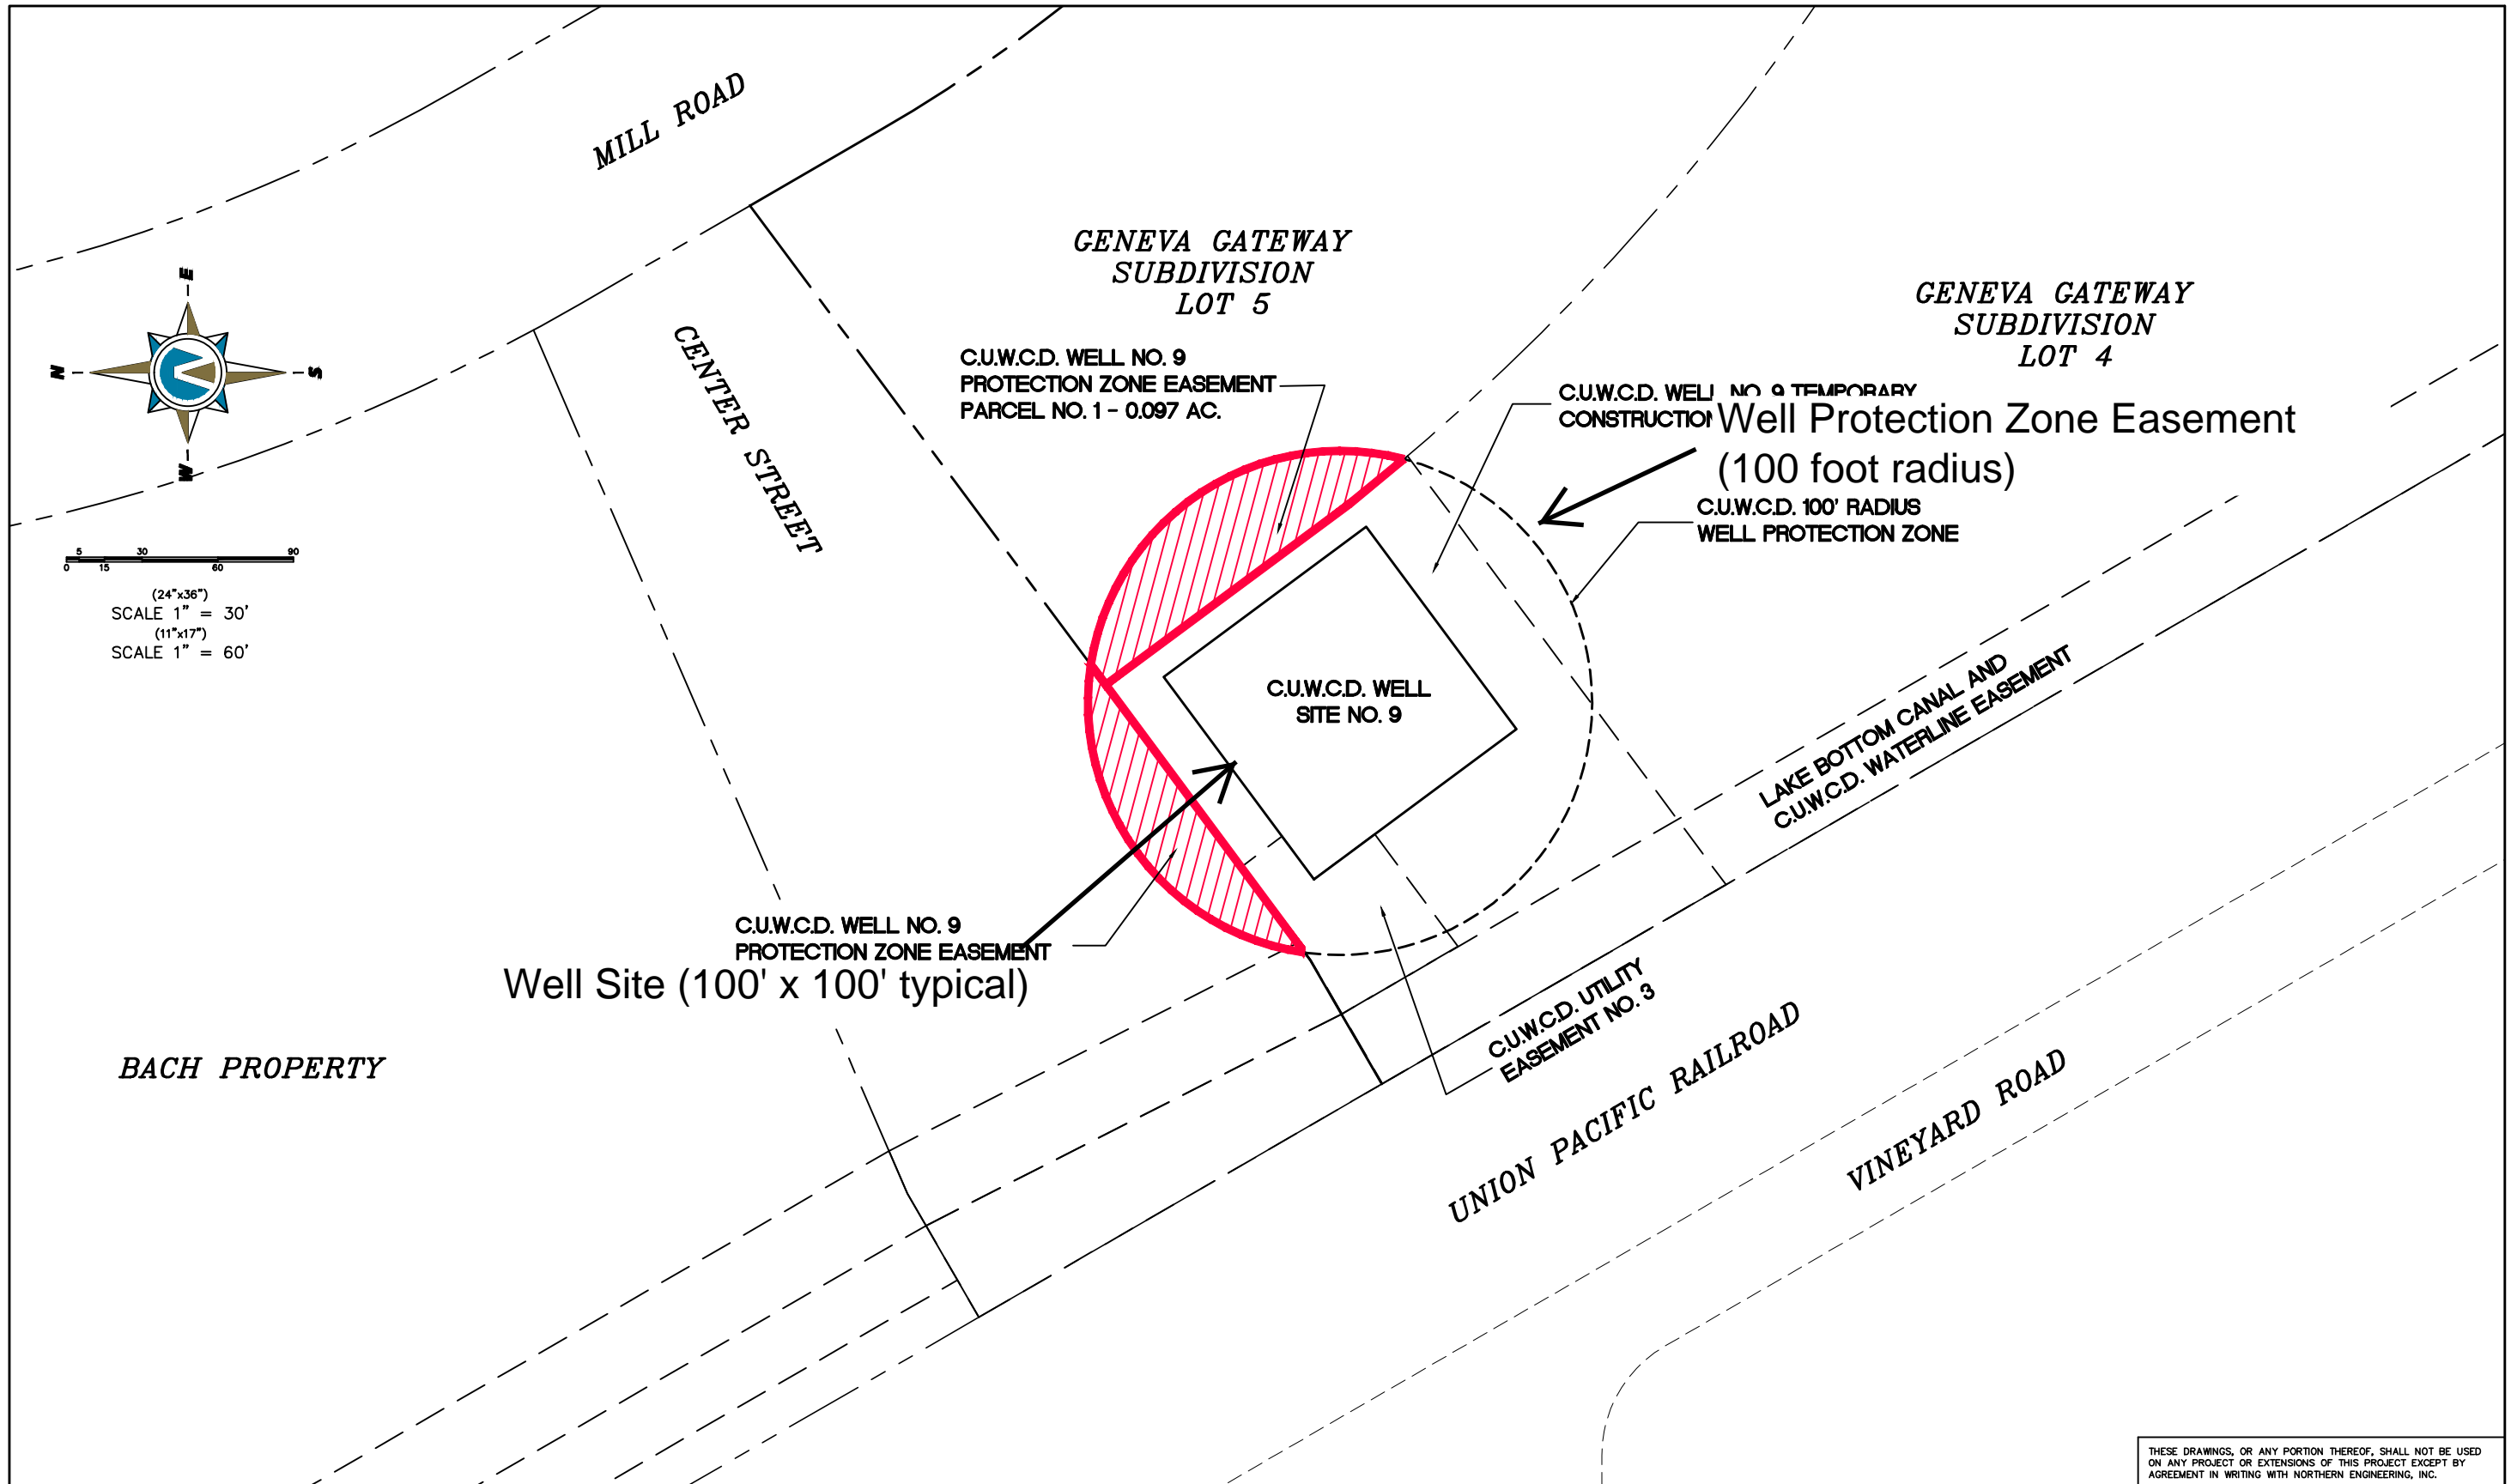 MILL ROAD
GENEVA GATEWAY
SUBDIVISION
LOT 5
GENEVA GATEWAY
SUBDIVISION
LOT 4
E
N
S
W
CENTER STREET
C.U.W.C.D. WELL NO. 9
PROTECTION ZONE EASEMENT
PARCEL NO. 1 - 0.097 AC.
C.U.W.C.D. WELL NO. 9 TEMPORARY
CONSTRUCTION
Well Protection Zone Easement
(100 foot radius)
C.U.W.C.D. 100' RADIUS
WELL PROTECTION ZONE
5 30 90
0 15 60
(24"x36")
SCALE 1" = 30'
(11"x17")
SCALE 1" = 60'
C.U.W.C.D. WELL
SITE NO. 9
LAKE BOTTOM CANAL AND
C.U.W.C.D. WATERLINE EASEMENT
C.U.W.C.D. WELL NO. 9
PROTECTION ZONE EASEMENT
Well Site (100' x 100' typical)
C.U.W.C.D. UTILITY
EASEMENT NO. 3
BACH PROPERTY
UNION PACIFIC RAILROAD
VINEYARD ROAD
THESE DRAWINGS, OR ANY PORTION THEREOF, SHALL NOT BE USED
ON ANY PROJECT OR EXTENSIONS OF THIS PROJECT EXCEPT BY
AGREEMENT IN WRITING WITH NORTHERN ENGINEERING, INC.